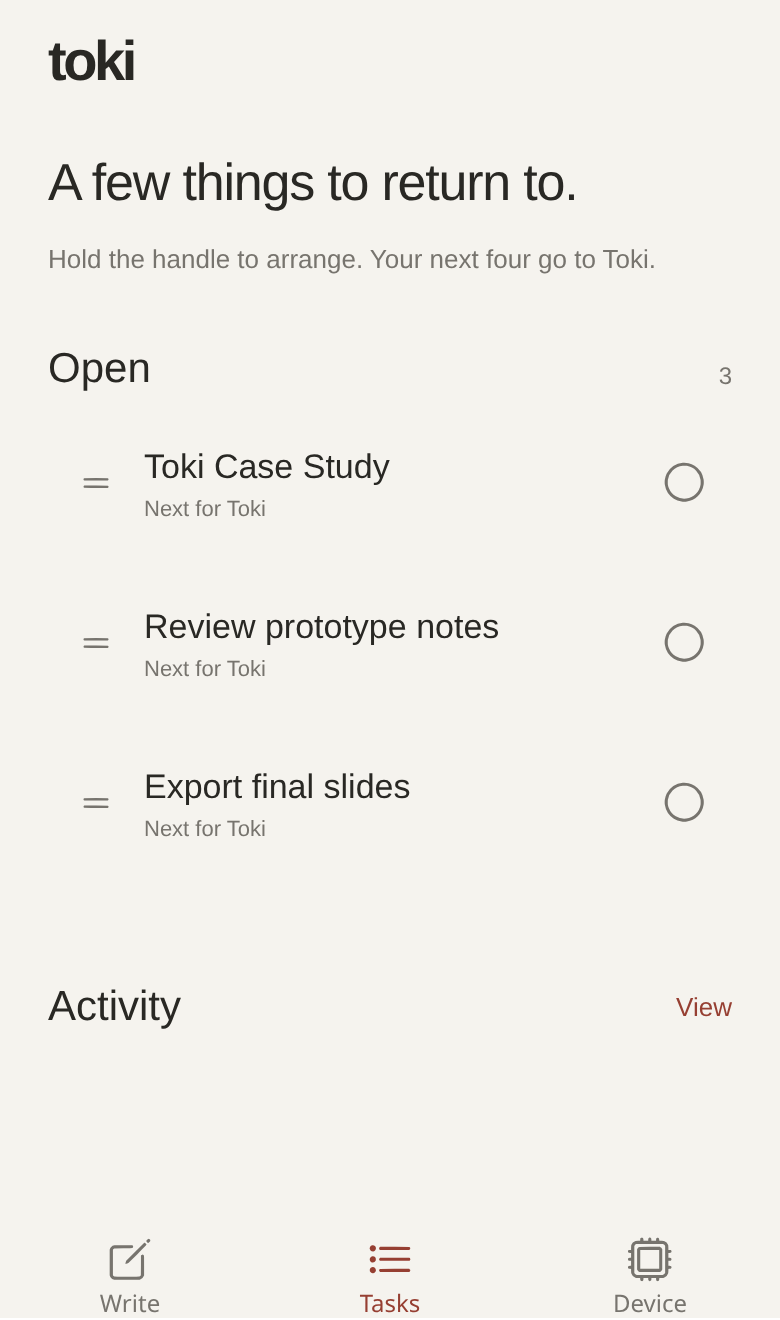 toki
A few things to return to.
Hold the handle to arrange. Your next four go to Toki.
Open
3
Toki Case Study
Next for Toki
Review prototype notes
Next for Toki
Export final slides
Next for Toki
Activity
View
Write
Tasks
Device